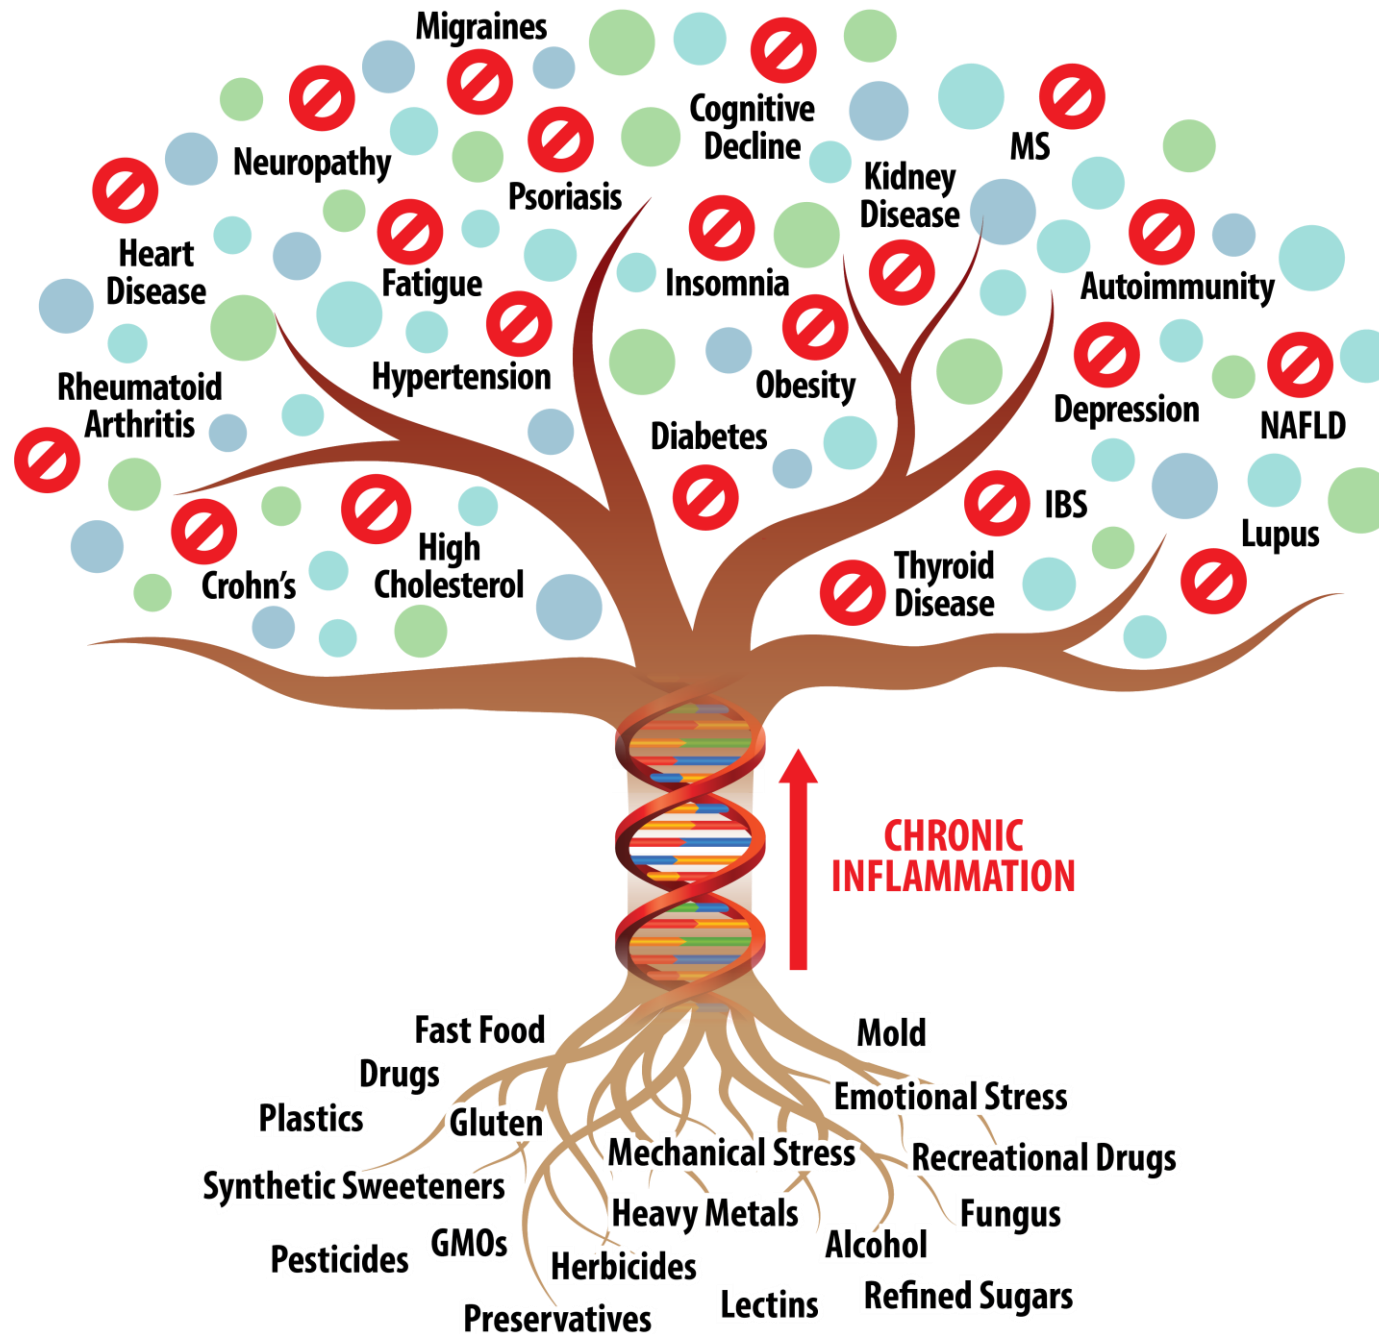 Migraines
Cognitive
Decline
MS
Neuropathy
Psoriasis
Kidney
Disease
Heart
Disease
Fatigue
Insomnia
Autoimmunity
Hypertension
Obesity
Rheumatoid
Arthritis
Depression
NAFLD
Diabetes
IBS
Lupus
Crohn's
High
Cholesterol
Thyroid
Disease
CHRONIC
INFLAMMATION
Fast Food
Mold
Drugs
Emotional Stress
Plastics
Gluten
Mechanical Stress
Recreational Drugs
Synthetic Sweeteners
Heavy Metals
Fungus
GMOs
Alcohol
Pesticides
Herbicides
Refined Sugars
Lectins
Preservatives